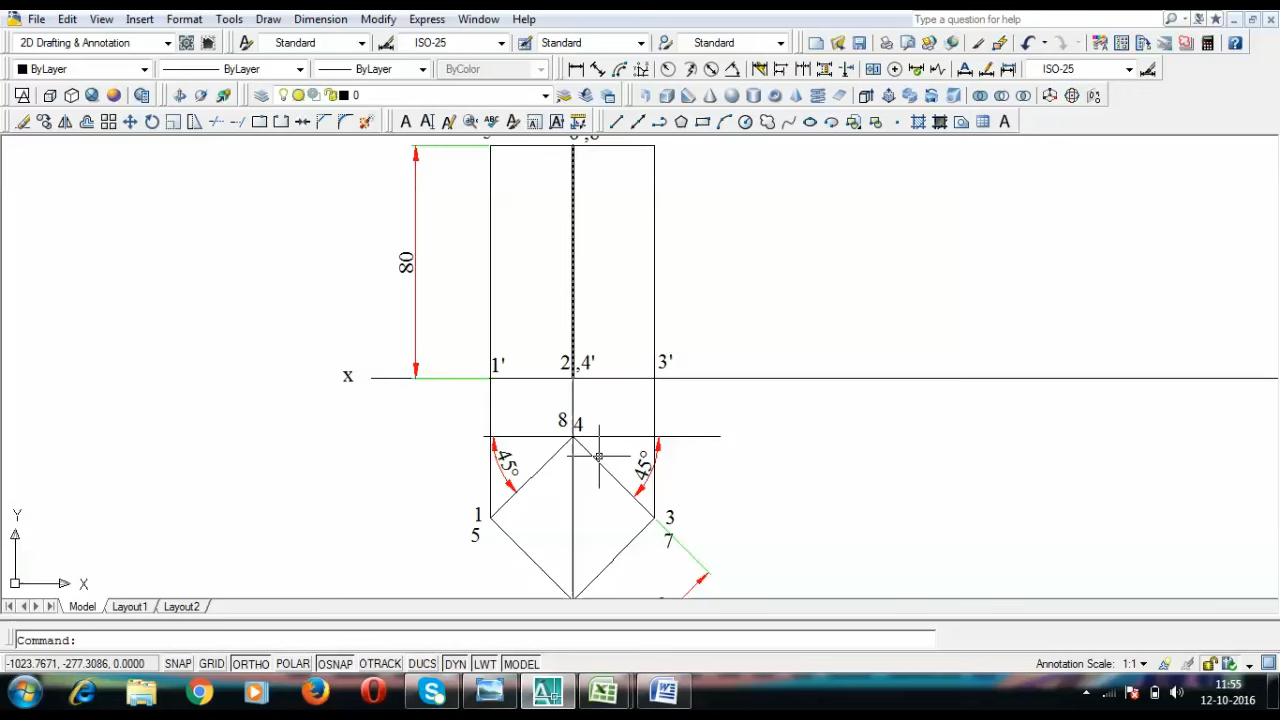 File Edit View Insert Format Tools Draw Dimension Modify Express Window Help Type a question for help
2D Drafting & Annotation Standard ISO-25 Standard Standard
ByLayer ByLayer ByLayer ByColor ISO-25
0
80
1' 2 ,4' 3'
X
8 4
45° 45°
1 3
5 7
Y
X
Model Layout1 Layout2
Command:
-1023.7671, -277.3086, 0.0000 SNAP GRID ORTHO POLAR OSNAP OTRACK DUCS DYN LWT MODEL Annotation Scale: 1:1
11:55
12-10-2016